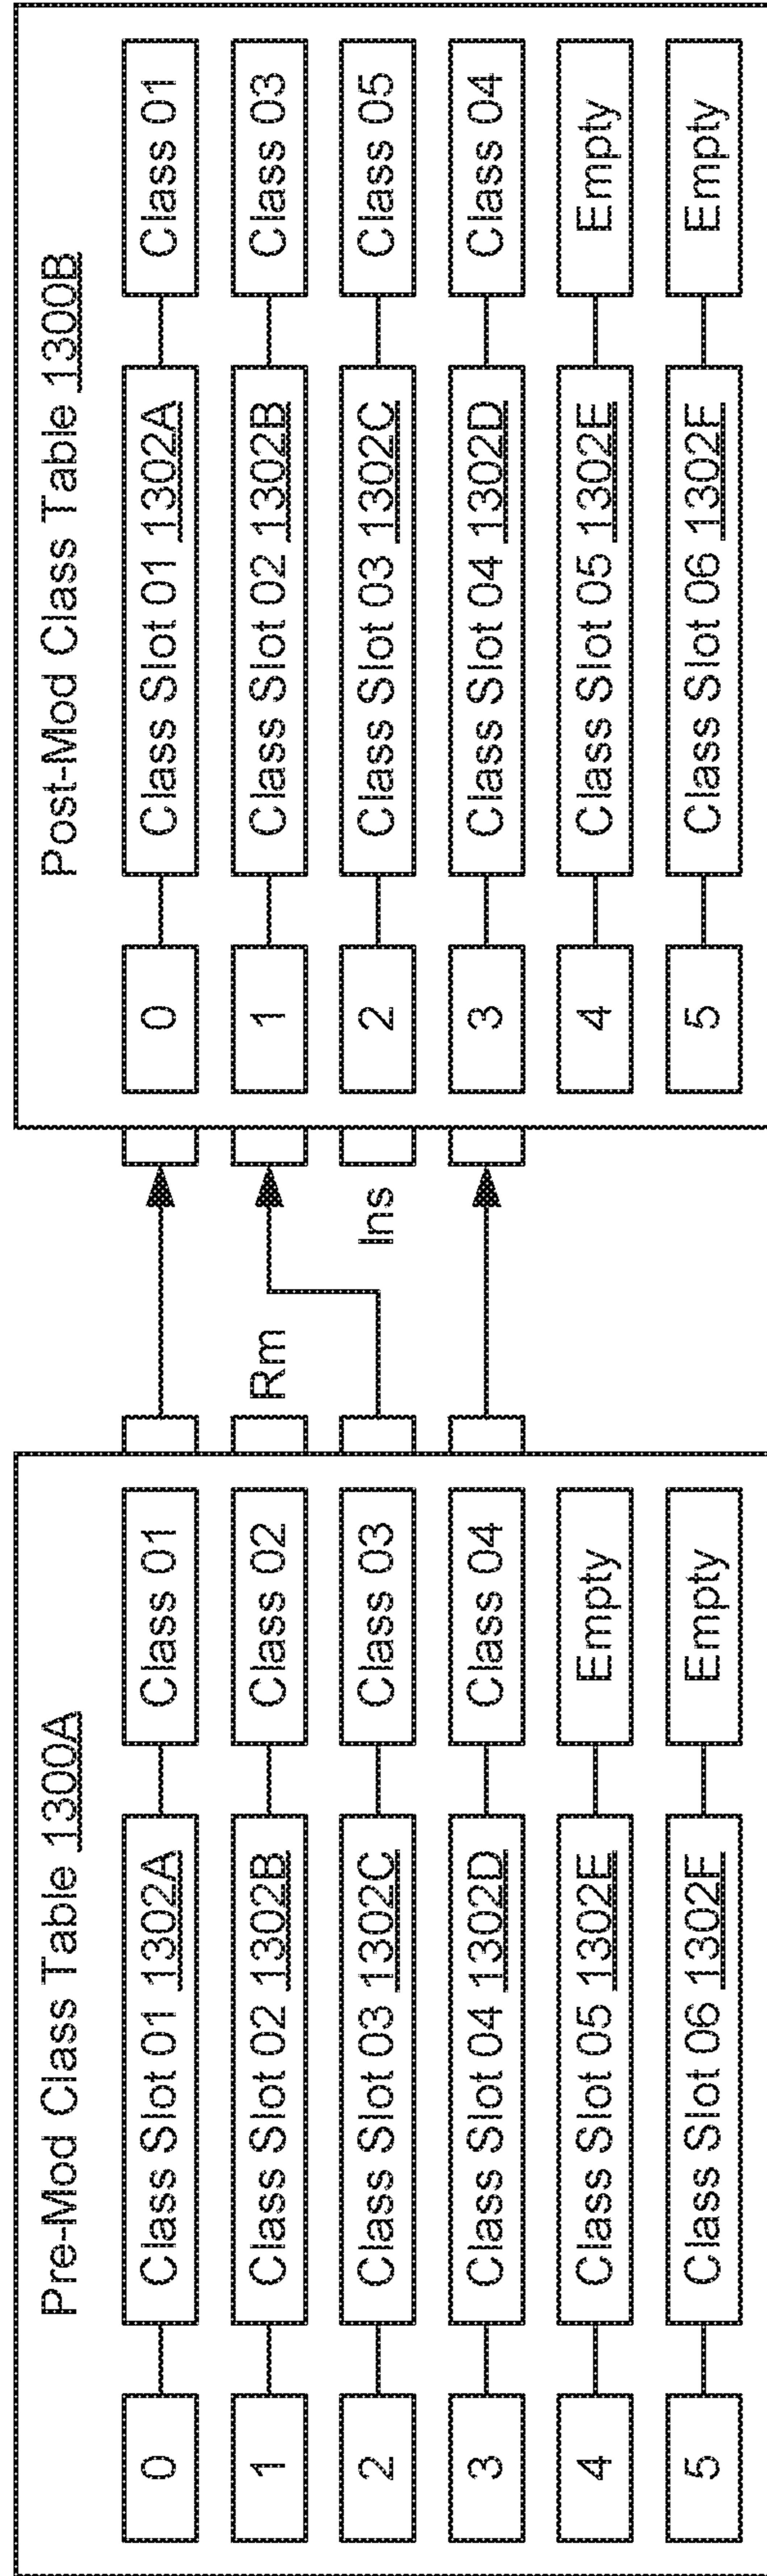 Pre-Mod Class Table 1300A
0 Class Slot 01 1302A Class 01
1 Class Slot 02 1302B Class 02
2 Class Slot 03 1302C Class 03
3 Class Slot 04 1302D Class 04
4 Class Slot 05 1302E Empty
5 Class Slot 06 1302F Empty
Rm
Ins
Post-Mod Class Table 1300B
0 Class Slot 01 1302A Class 01
1 Class Slot 02 1302B Class 03
2 Class Slot 03 1302C Class 05
3 Class Slot 04 1302D Class 04
4 Class Slot 05 1302E Empty
5 Class Slot 06 1302F Empty